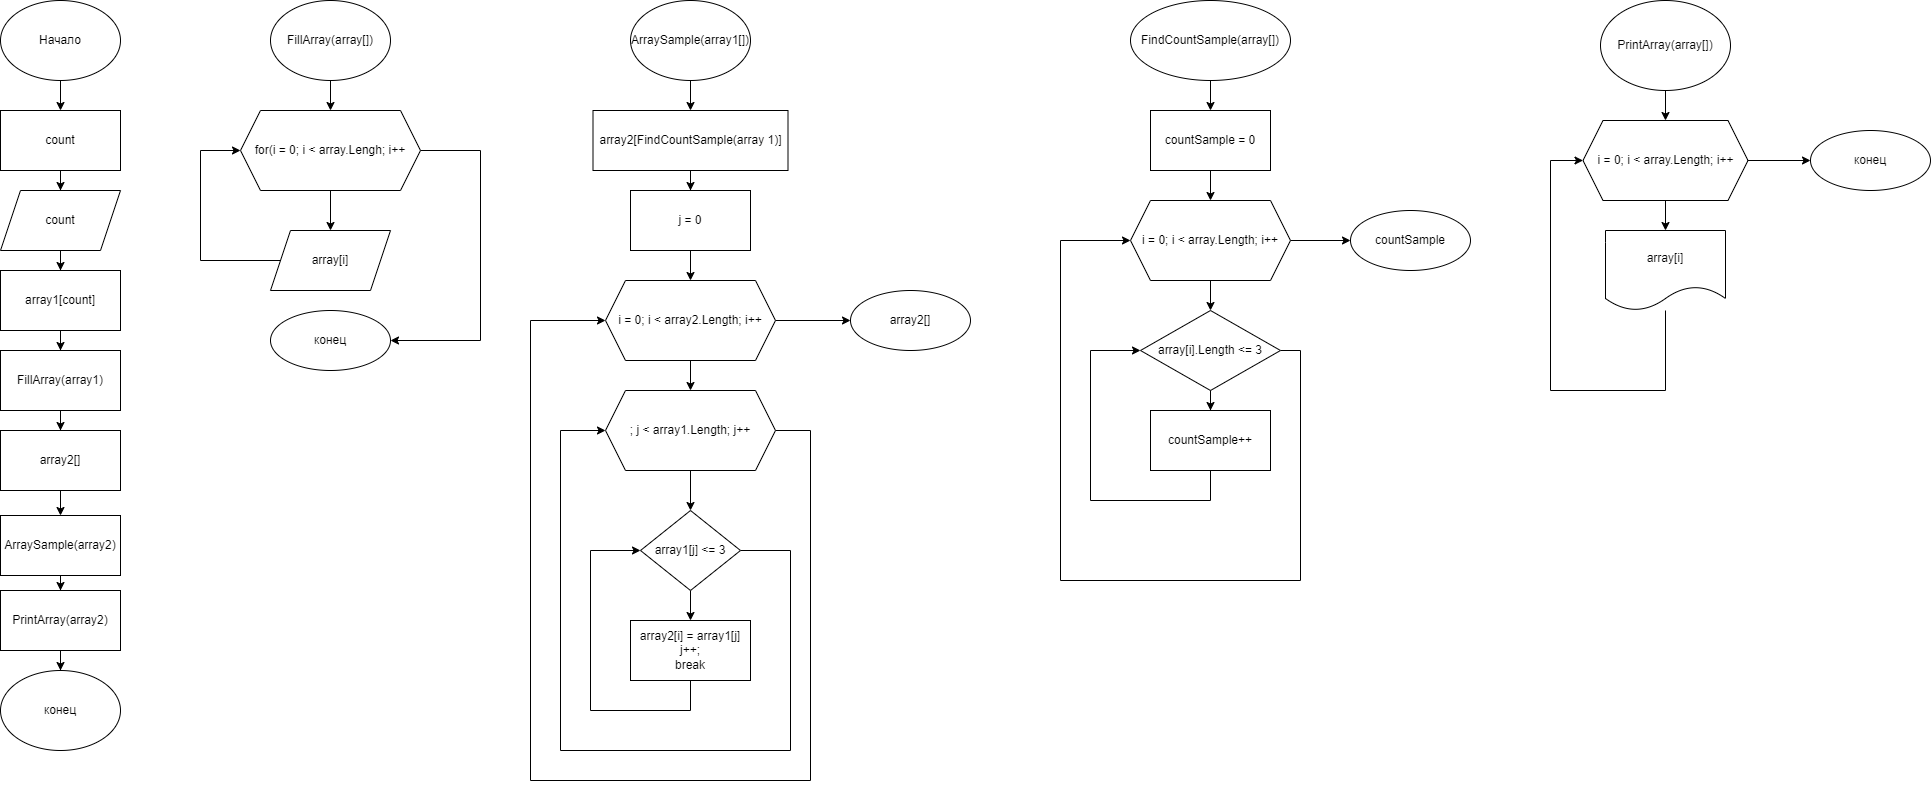 Начало
count
count
array1[count]
FillArray(array1)
array2[]
ArraySample(array2)
PrintArray(array2)
конец
FillArray(array[])
for(i = 0; i < array.Lengh; i++
array[i]
конец
ArraySample(array1[])
array2[FindCountSample(array 1)]
j = 0
i = 0; i < array2.Length; i++
array2[]
; j < array1.Length; j++
array1[j] <= 3
array2[i] = array1[j]
j++;
break
FindCountSample(array[])
countSample = 0
i = 0; i < array.Length; i++
countSample
array[i].Length <= 3
countSample++
PrintArray(array[])
i = 0; i < array.Length; i++
конец
array[i]